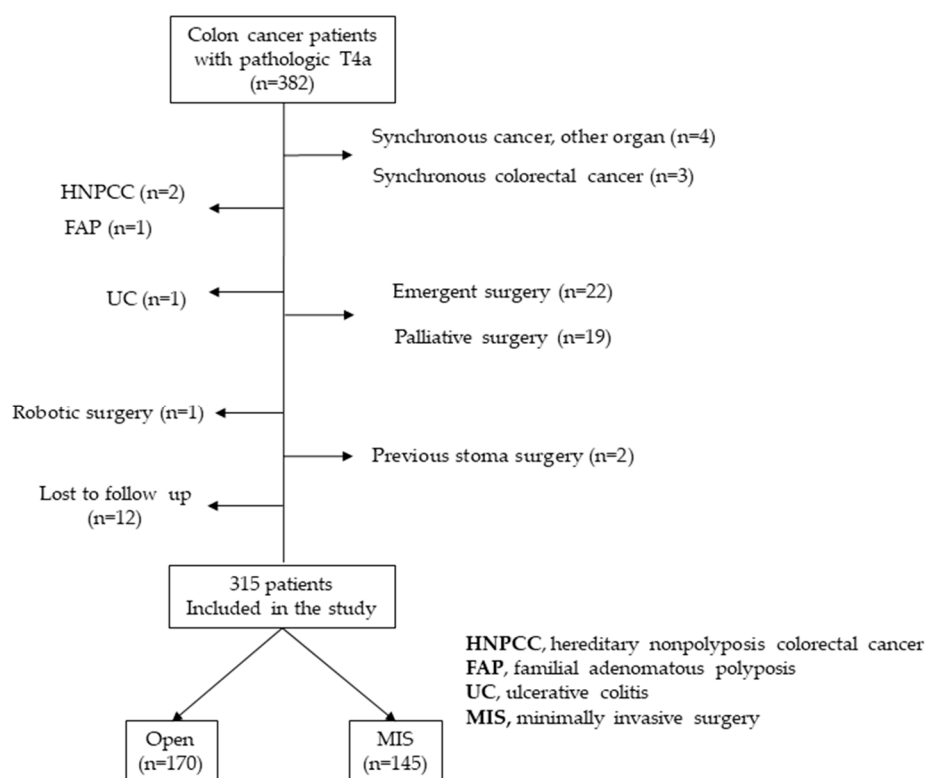 Colon cancer patients
with pathologic T4a
(n=382)
Synchronous cancer, other organ (n=4)
Synchronous colorectal cancer (n=3)
HNPCC (n=2)
FAP (n=1)
UC (n=1)
Emergent surgery (n=22)
Palliative surgery (n=19)
Robotic surgery (n=1)
Previous stoma surgery (n=2)
Lost to follow up
(n=12)
315 patients
Included in the study
HNPCC, hereditary nonpolyposis colorectal cancer
FAP, familial adenomatous polyposis
UC, ulcerative colitis
MIS, minimally invasive surgery
Open
(n=170)
MIS
(n=145)